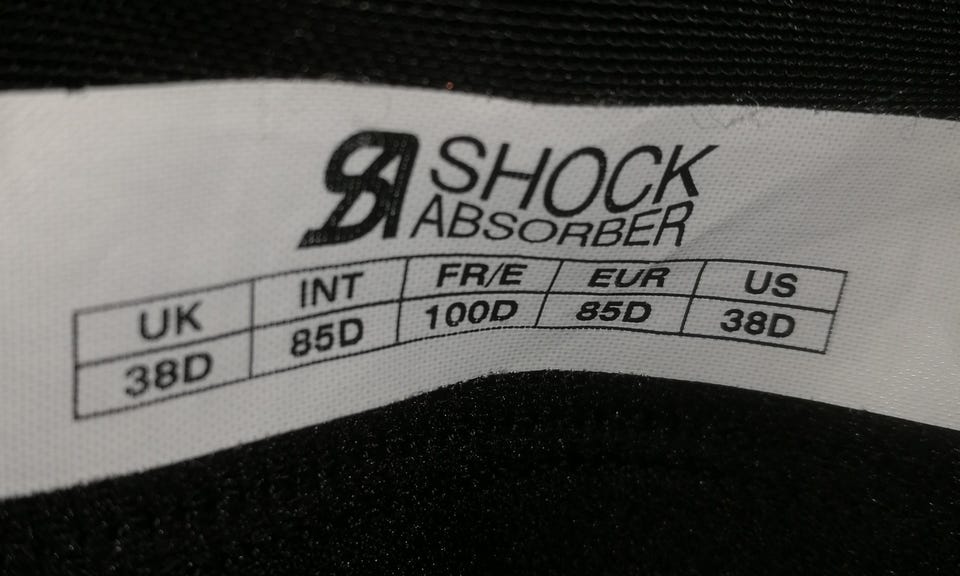 SA SHOCK
ABSORBER
UK INT FR/E EUR US
38D 85D 100D 85D 38D